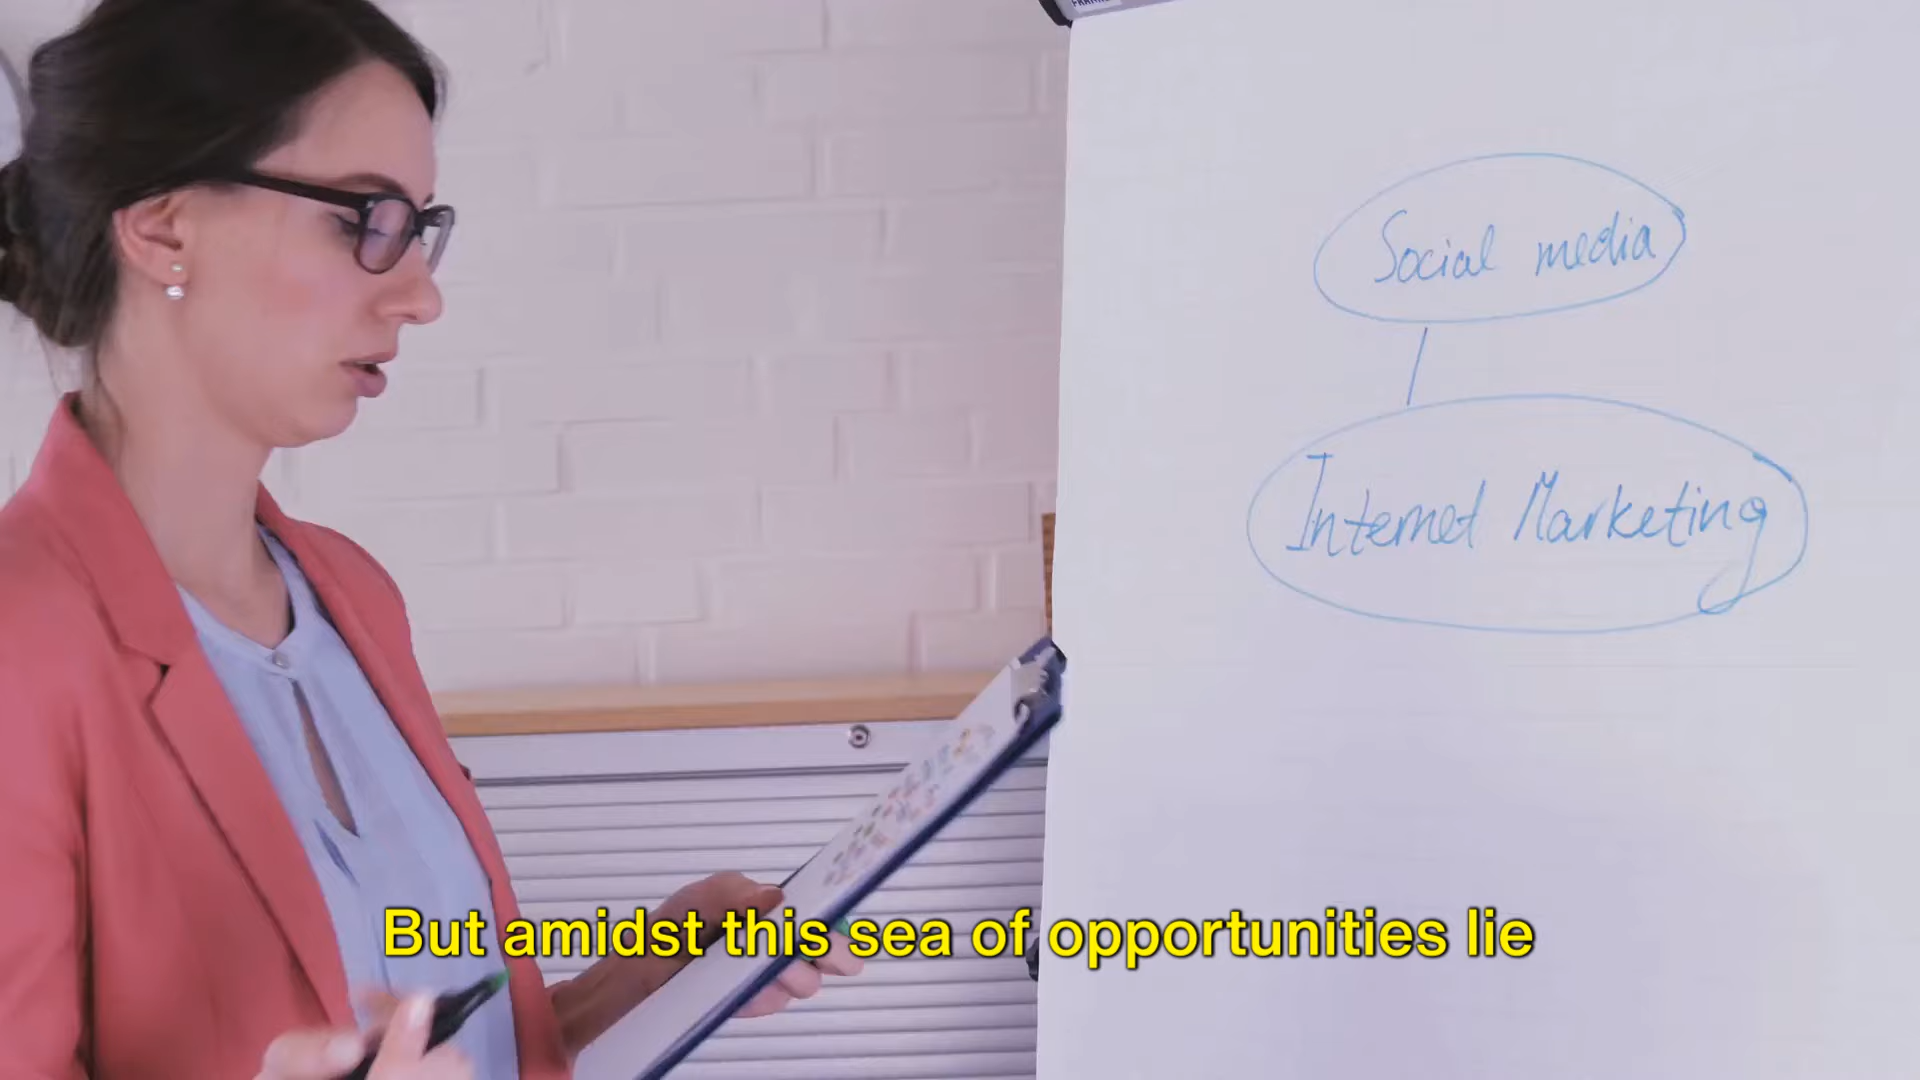 Social media
Internet Marketing
But amidst this sea of opportunities lie